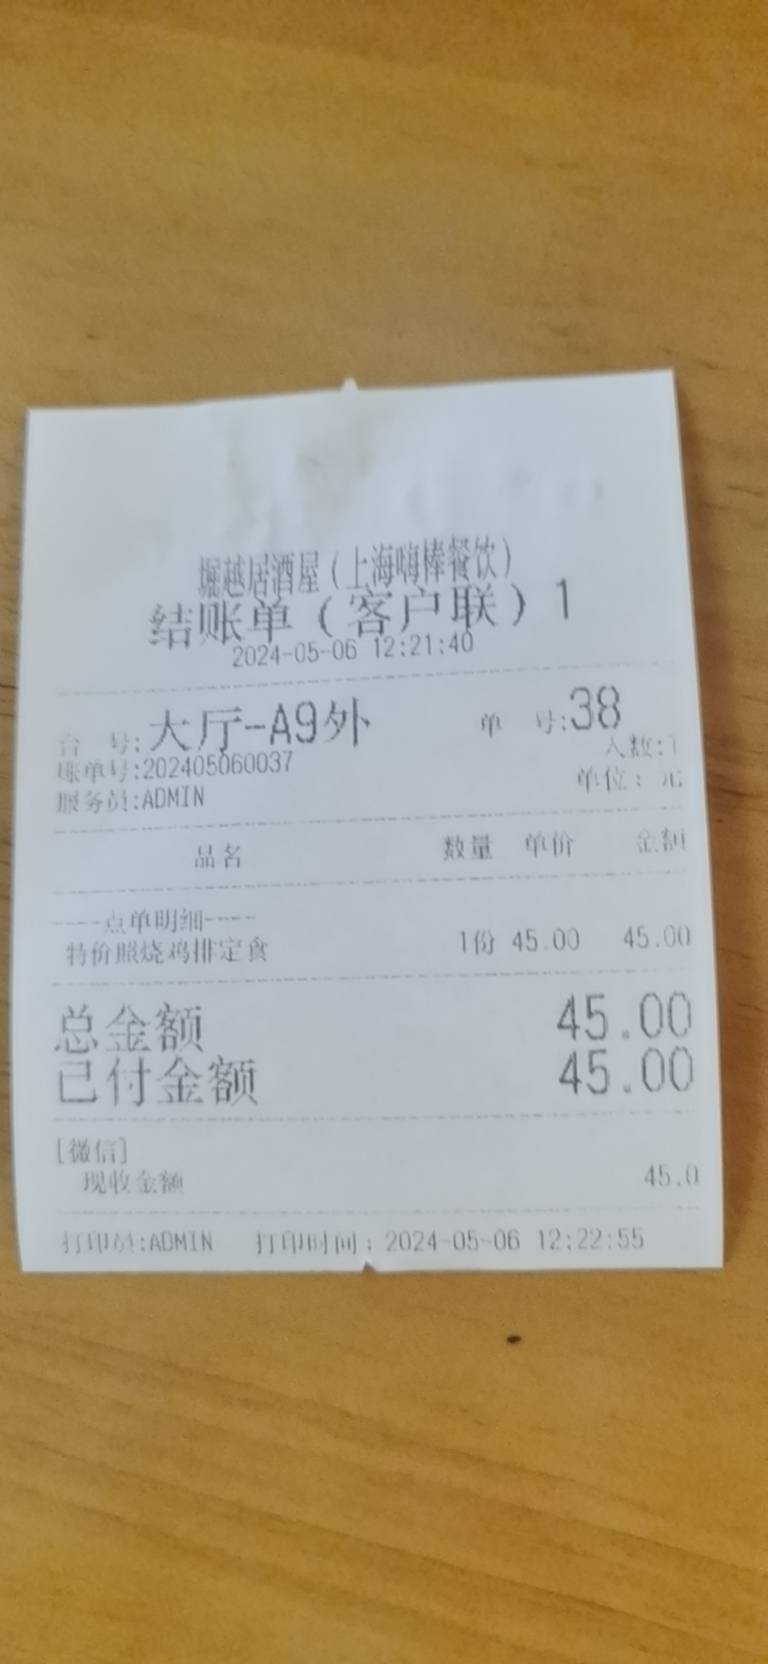 堀越居酒屋(上海嗨棒餐饮)
结账单(客户联)1
2024-05-06 12:21:40
台 号:大厅-A9外 单 号:38
人数:1
账单号:202405060037
单位: 元
服务员:ADMIN
品名 数量 单价 金额
----点单明细----
特价照烧鸡排定食 1份 45.00 45.00
总金额 45.00
已付金额 45.00
[微信]
现收金额 45.0
打印员:ADMIN 打印时间:2024-05-06 12:22:55